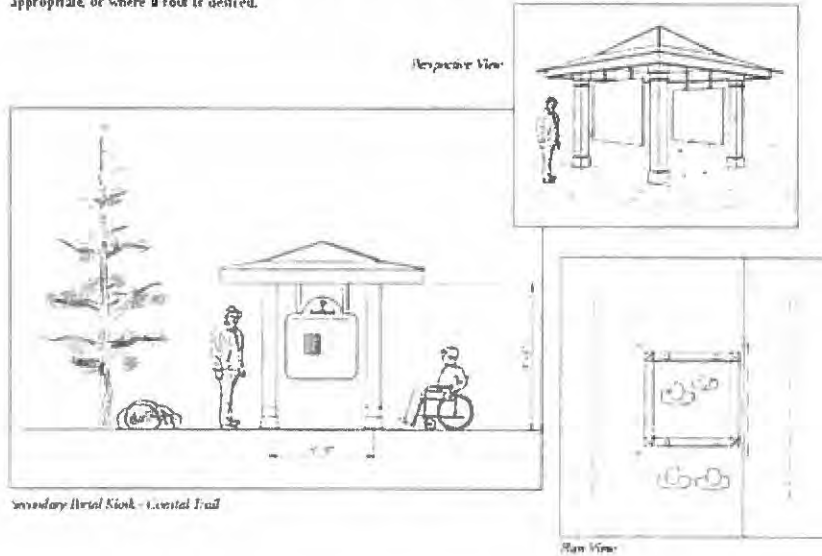 appropriate, or where a roof is desired.
Perspective View
Secondary Portal Kiosk - Coastal Trail
Plan View